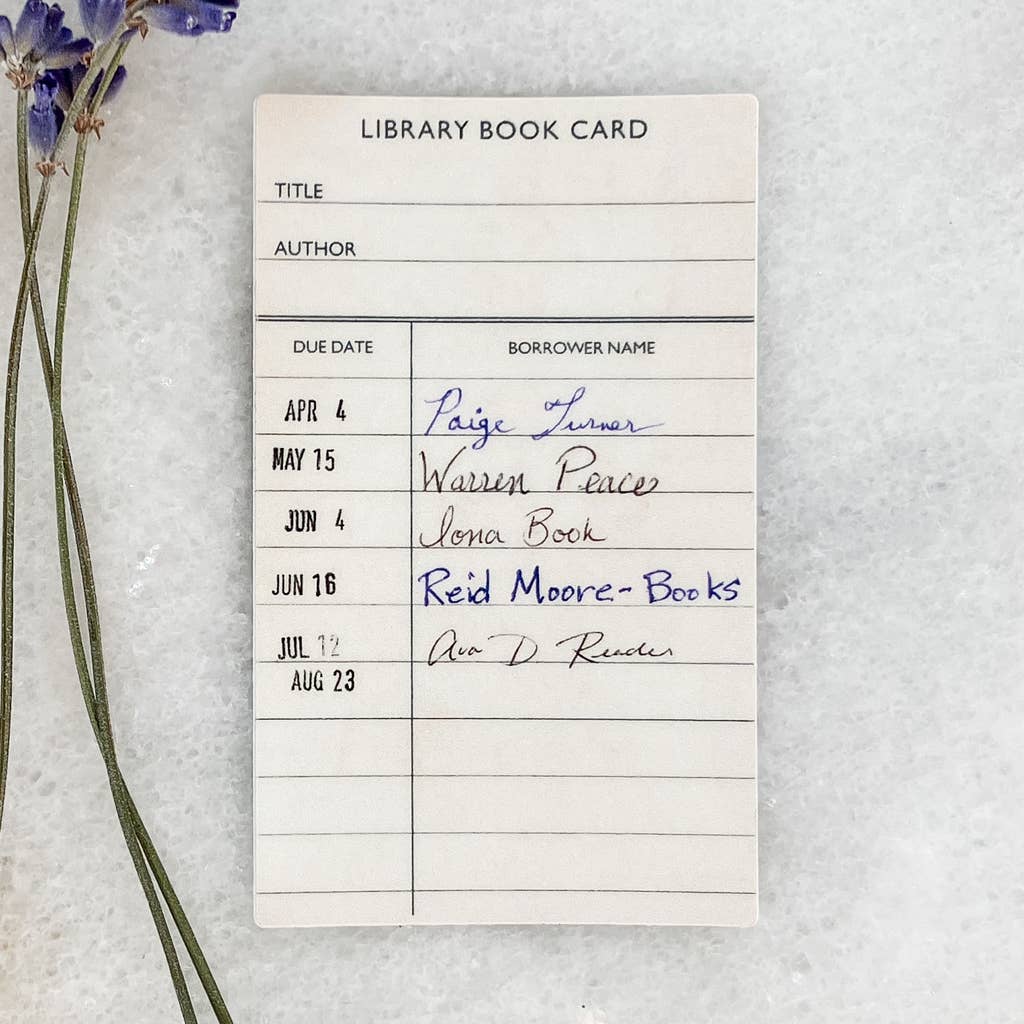 LIBRARY BOOK CARD
TITLE
AUTHOR
DUE DATE BORROWER NAME
APR 4 Paige Turner
MAY 15 Warren Peace
JUN 4 Iona Book
JUN 16 Reid Moore-Books
JUL 12 Ava D Reader
AUG 23